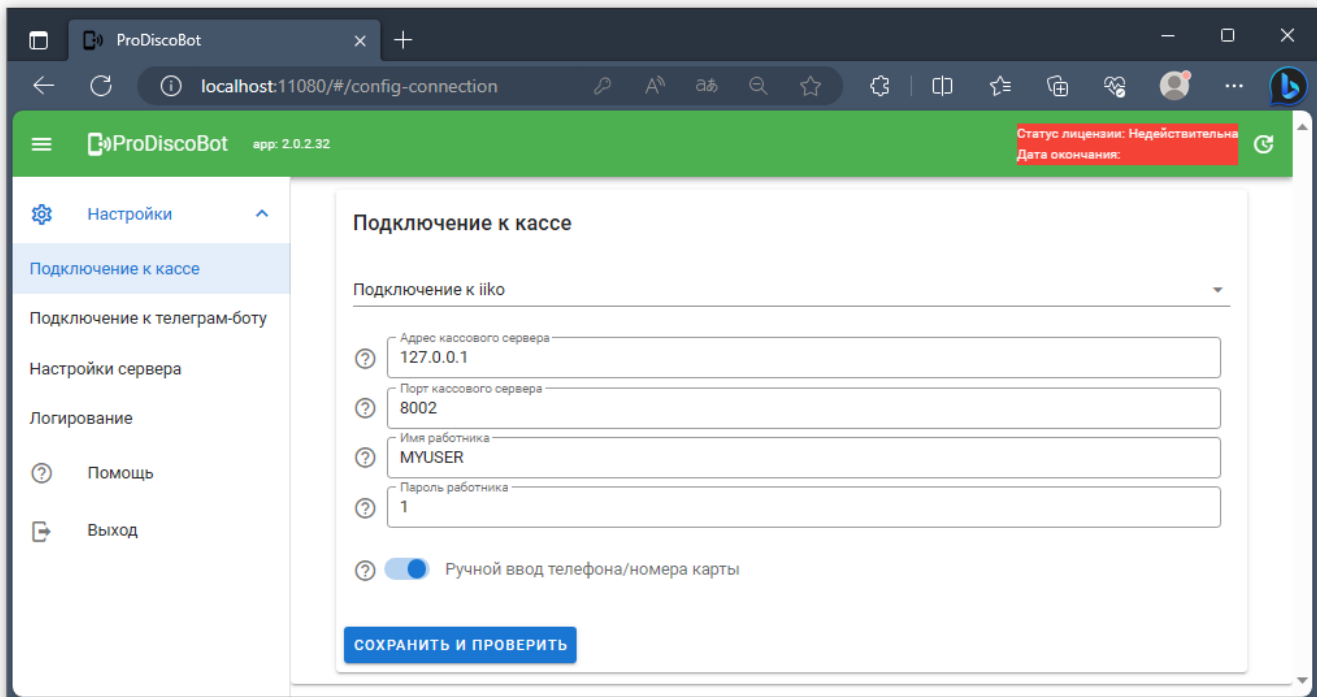 ProDiscoBot
localhost:11080/#/config-connection
ProDiscoBot app: 2.0.2.32
Статус лицензии: Недействительна
Дата окончания:
Настройки
Подключение к кассе
Подключение к телеграм-боту
Настройки сервера
Логирование
Помощь
Выход
Подключение к кассе
Подключение к iiko
Адрес кассового сервера
127.0.0.1
Порт кассового сервера
8002
Имя работника
MYUSER
Пароль работника
1
Ручной ввод телефона/номера карты
СОХРАНИТЬ И ПРОВЕРИТЬ